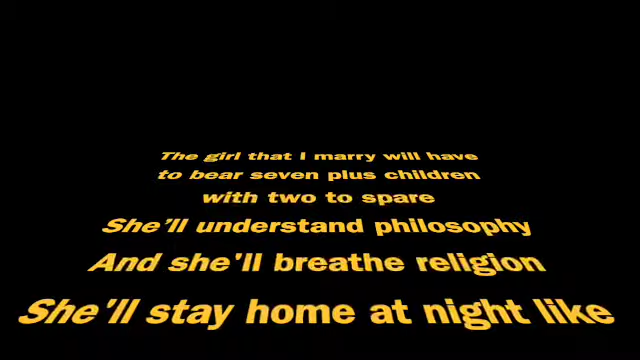 The girl that I marry will have
to bear seven plus children
with two to spare
She’ll understand philosophy
And she'll breathe religion
She'll stay home at night like